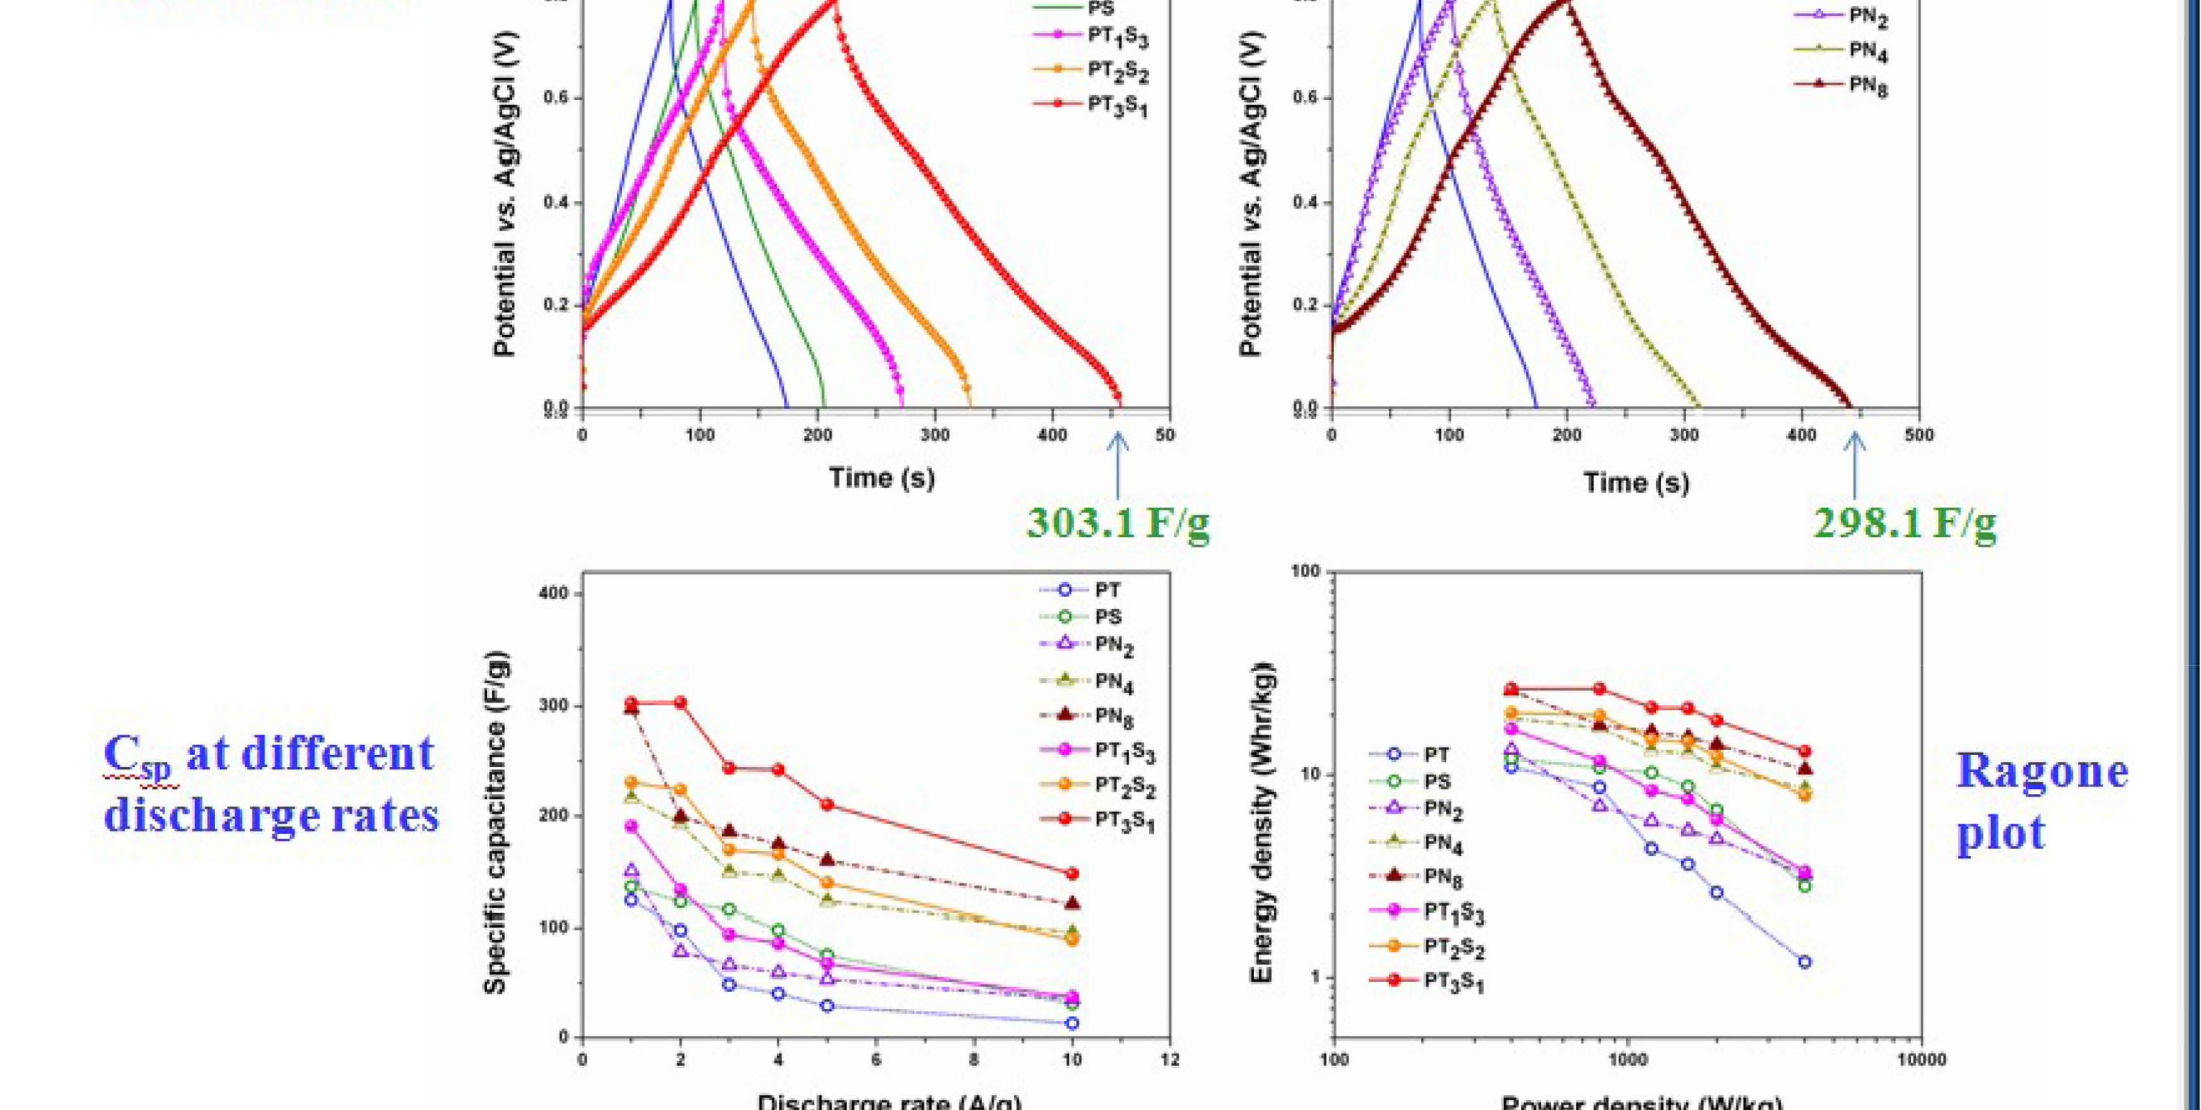 PS
PT1S3
PT2S2
PT3S1
0.6
0.4
0.2
0.0
Potential vs. Ag/AgCl (V)
0 100 200 300 400 50
Time (s)
303.1 F/g
PN2
PN4
PN8
0.6
0.4
0.2
0.0
Potential vs. Ag/AgCl (V)
0 100 200 300 400 500
Time (s)
298.1 F/g
Csp at different
discharge rates
400
300
200
100
0
Specific capacitance (F/g)
PT
PS
PN2
PN4
PN8
PT1S3
PT2S2
PT3S1
0 2 4 6 8 10 12
Discharge rate (A/g)
100
10
1
Energy density (Whr/kg)
PT
PS
PN2
PN4
PN8
PT1S3
PT2S2
PT3S1
100 1000 10000
Power density (W/kg)
Ragone
plot